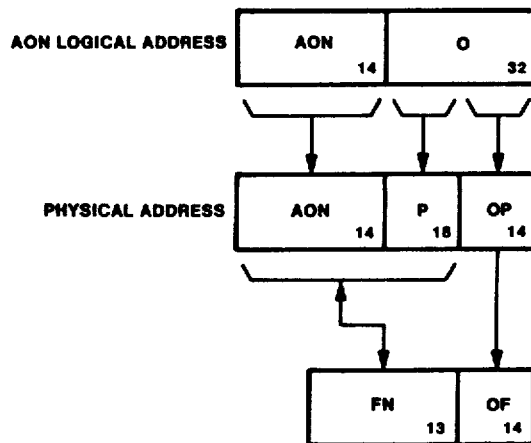 AON LOGICAL ADDRESS AON 14 O 32
PHYSICAL ADDRESS AON 14 P 18 OP 14
FN 13 OF 14